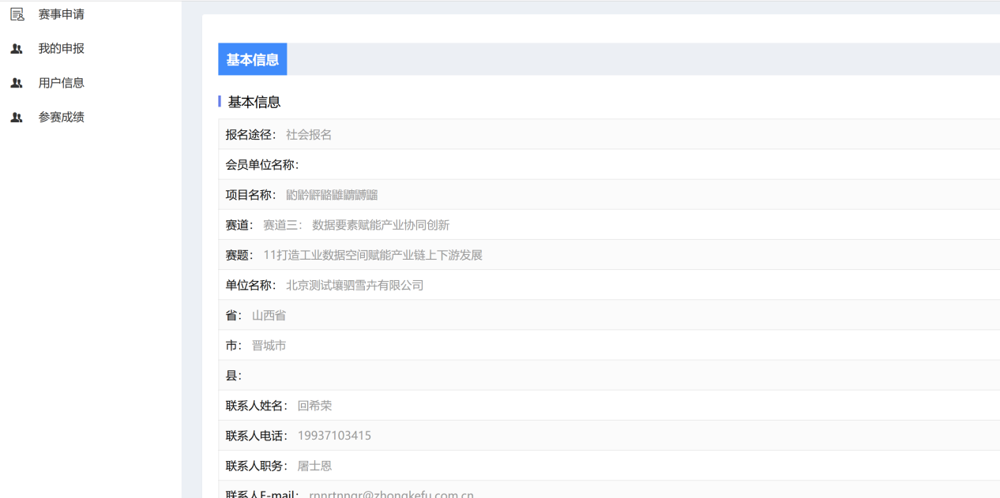 赛事申请
我的申报
用户信息
参赛成绩
基本信息
基本信息
报名途径： 社会报名
会员单位名称：
项目名称：
赛道： 赛道三： 数据要素赋能产业协同创新
赛题： 11打造工业数据空间赋能产业链上下游发展
单位名称： 北京测试壤驷雪卉有限公司
省： 山西省
市： 晋城市
县：
联系人姓名： 回希荣
联系人电话： 19937103415
联系人职务： 屠士恩
联系人E-mail：